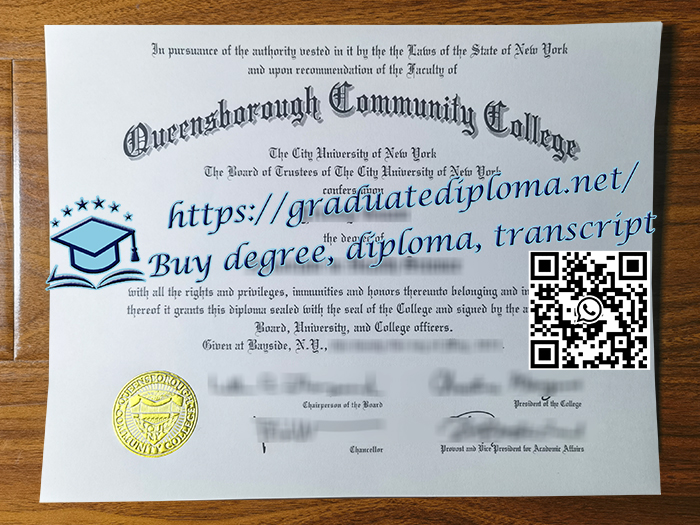 In pursuance of the authority vested in it by the the Laws of the State of New York
and upon recommendation of the Faculty of
Queensborough Community College
The City University of New York
The Board of Trustees of The City University of New York
confers upon
https://graduatediploma.net/
the degree of
Buy degree, diploma, transcript
with all the rights and privileges, immunities and honors thereunto belonging and in
thereof it grants this diploma sealed with the seal of the College and signed by the a
Board, University, and College officers.
Given at Bayside, N.Y.,
Chairperson of the Board
President of the College
QUEENSBOROUGH
COMMUNITY COLLEGE
Chancellor
Provost and Vice President for Academic Affairs